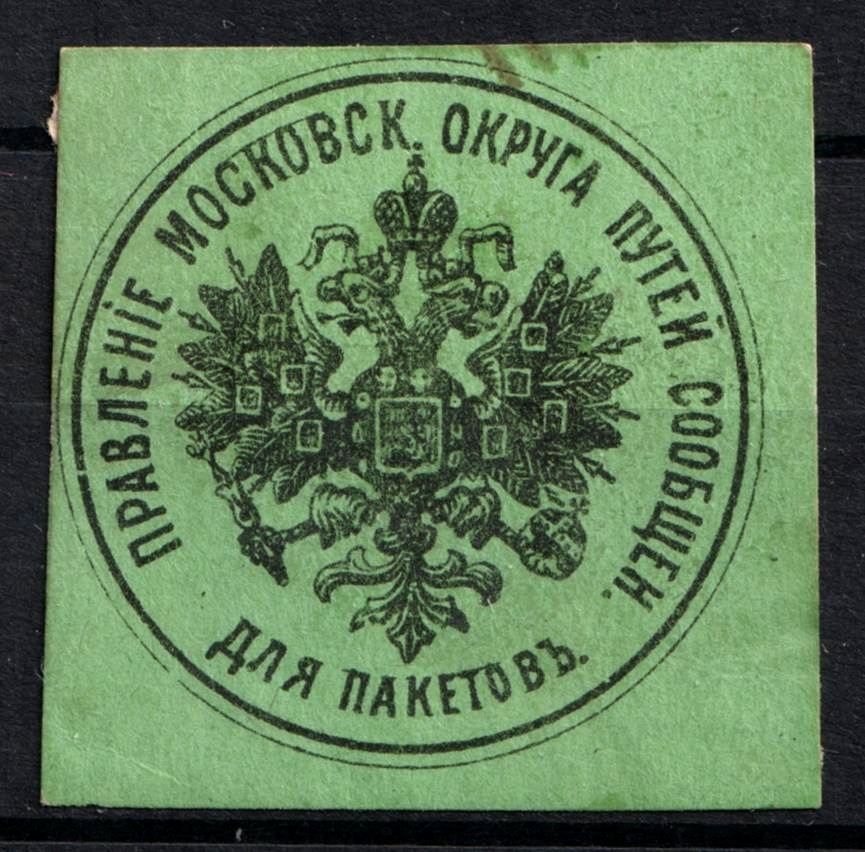 ПРАВЛЕНІЕ МОСКОВСК. ОКРУГА ПУТЕЙ СООБЩЕН.
ДЛЯ ПАКЕТОВЪ.